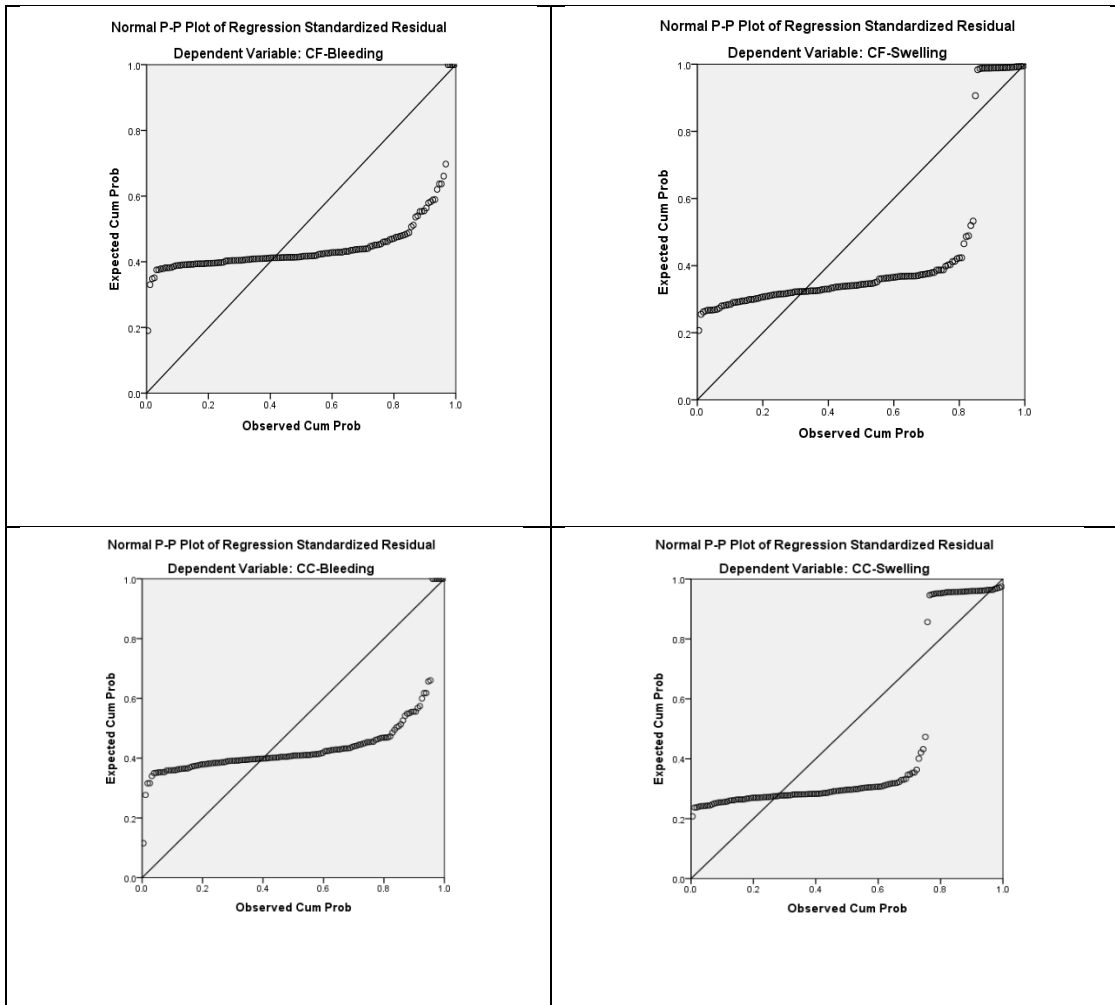 Normal P-P Plot of Regression Standardized Residual
Dependent Variable: CF-Bleeding
1.0
0.8
0.6
0.4
0.2
0.0
Expected Cum Prob
0.0 0.2 0.4 0.6 0.8 1.0
Observed Cum Prob
Normal P-P Plot of Regression Standardized Residual
Dependent Variable: CF-Swelling
1.0
0.8
0.6
0.4
0.2
0.0
Expected Cum Prob
0.0 0.2 0.4 0.6 0.8 1.0
Observed Cum Prob
Normal P-P Plot of Regression Standardized Residual
Dependent Variable: CC-Bleeding
1.0
0.8
0.6
0.4
0.2
0.0
Expected Cum Prob
0.0 0.2 0.4 0.6 0.8 1.0
Observed Cum Prob
Normal P-P Plot of Regression Standardized Residual
Dependent Variable: CC-Swelling
1.0
0.8
0.6
0.4
0.2
0.0
Expected Cum Prob
0.0 0.2 0.4 0.6 0.8 1.0
Observed Cum Prob